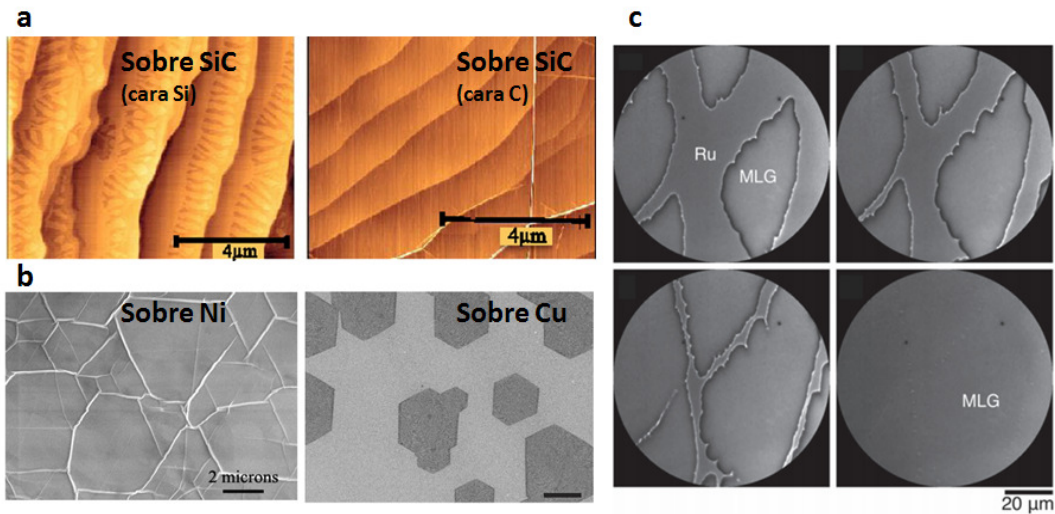 a
Sobre SiC
(cara Si)
4μm
Sobre SiC
(cara C)
4μm
b
Sobre Ni
2 microns
Sobre Cu
c
Ru
MLG
MLG
20 μm